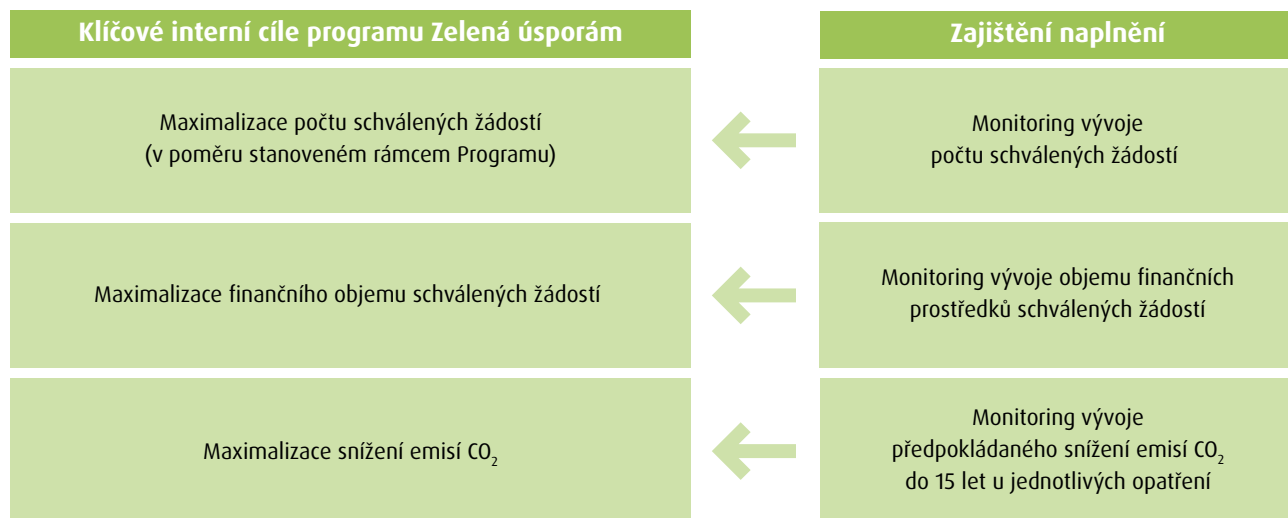 Klíčové interní cíle programu Zelená úsporám
Zajištění naplnění
Maximalizace počtu schválených žádostí
(v poměru stanoveném rámcem Programu)
Monitoring vývoje
počtu schválených žádostí
Maximalizace finančního objemu schválených žádostí
Monitoring vývoje objemu finančních
prostředků schválených žádostí
Maximalizace snížení emisí CO₂
Monitoring vývoje
předpokládaného snížení emisí CO₂
do 15 let u jednotlivých opatření